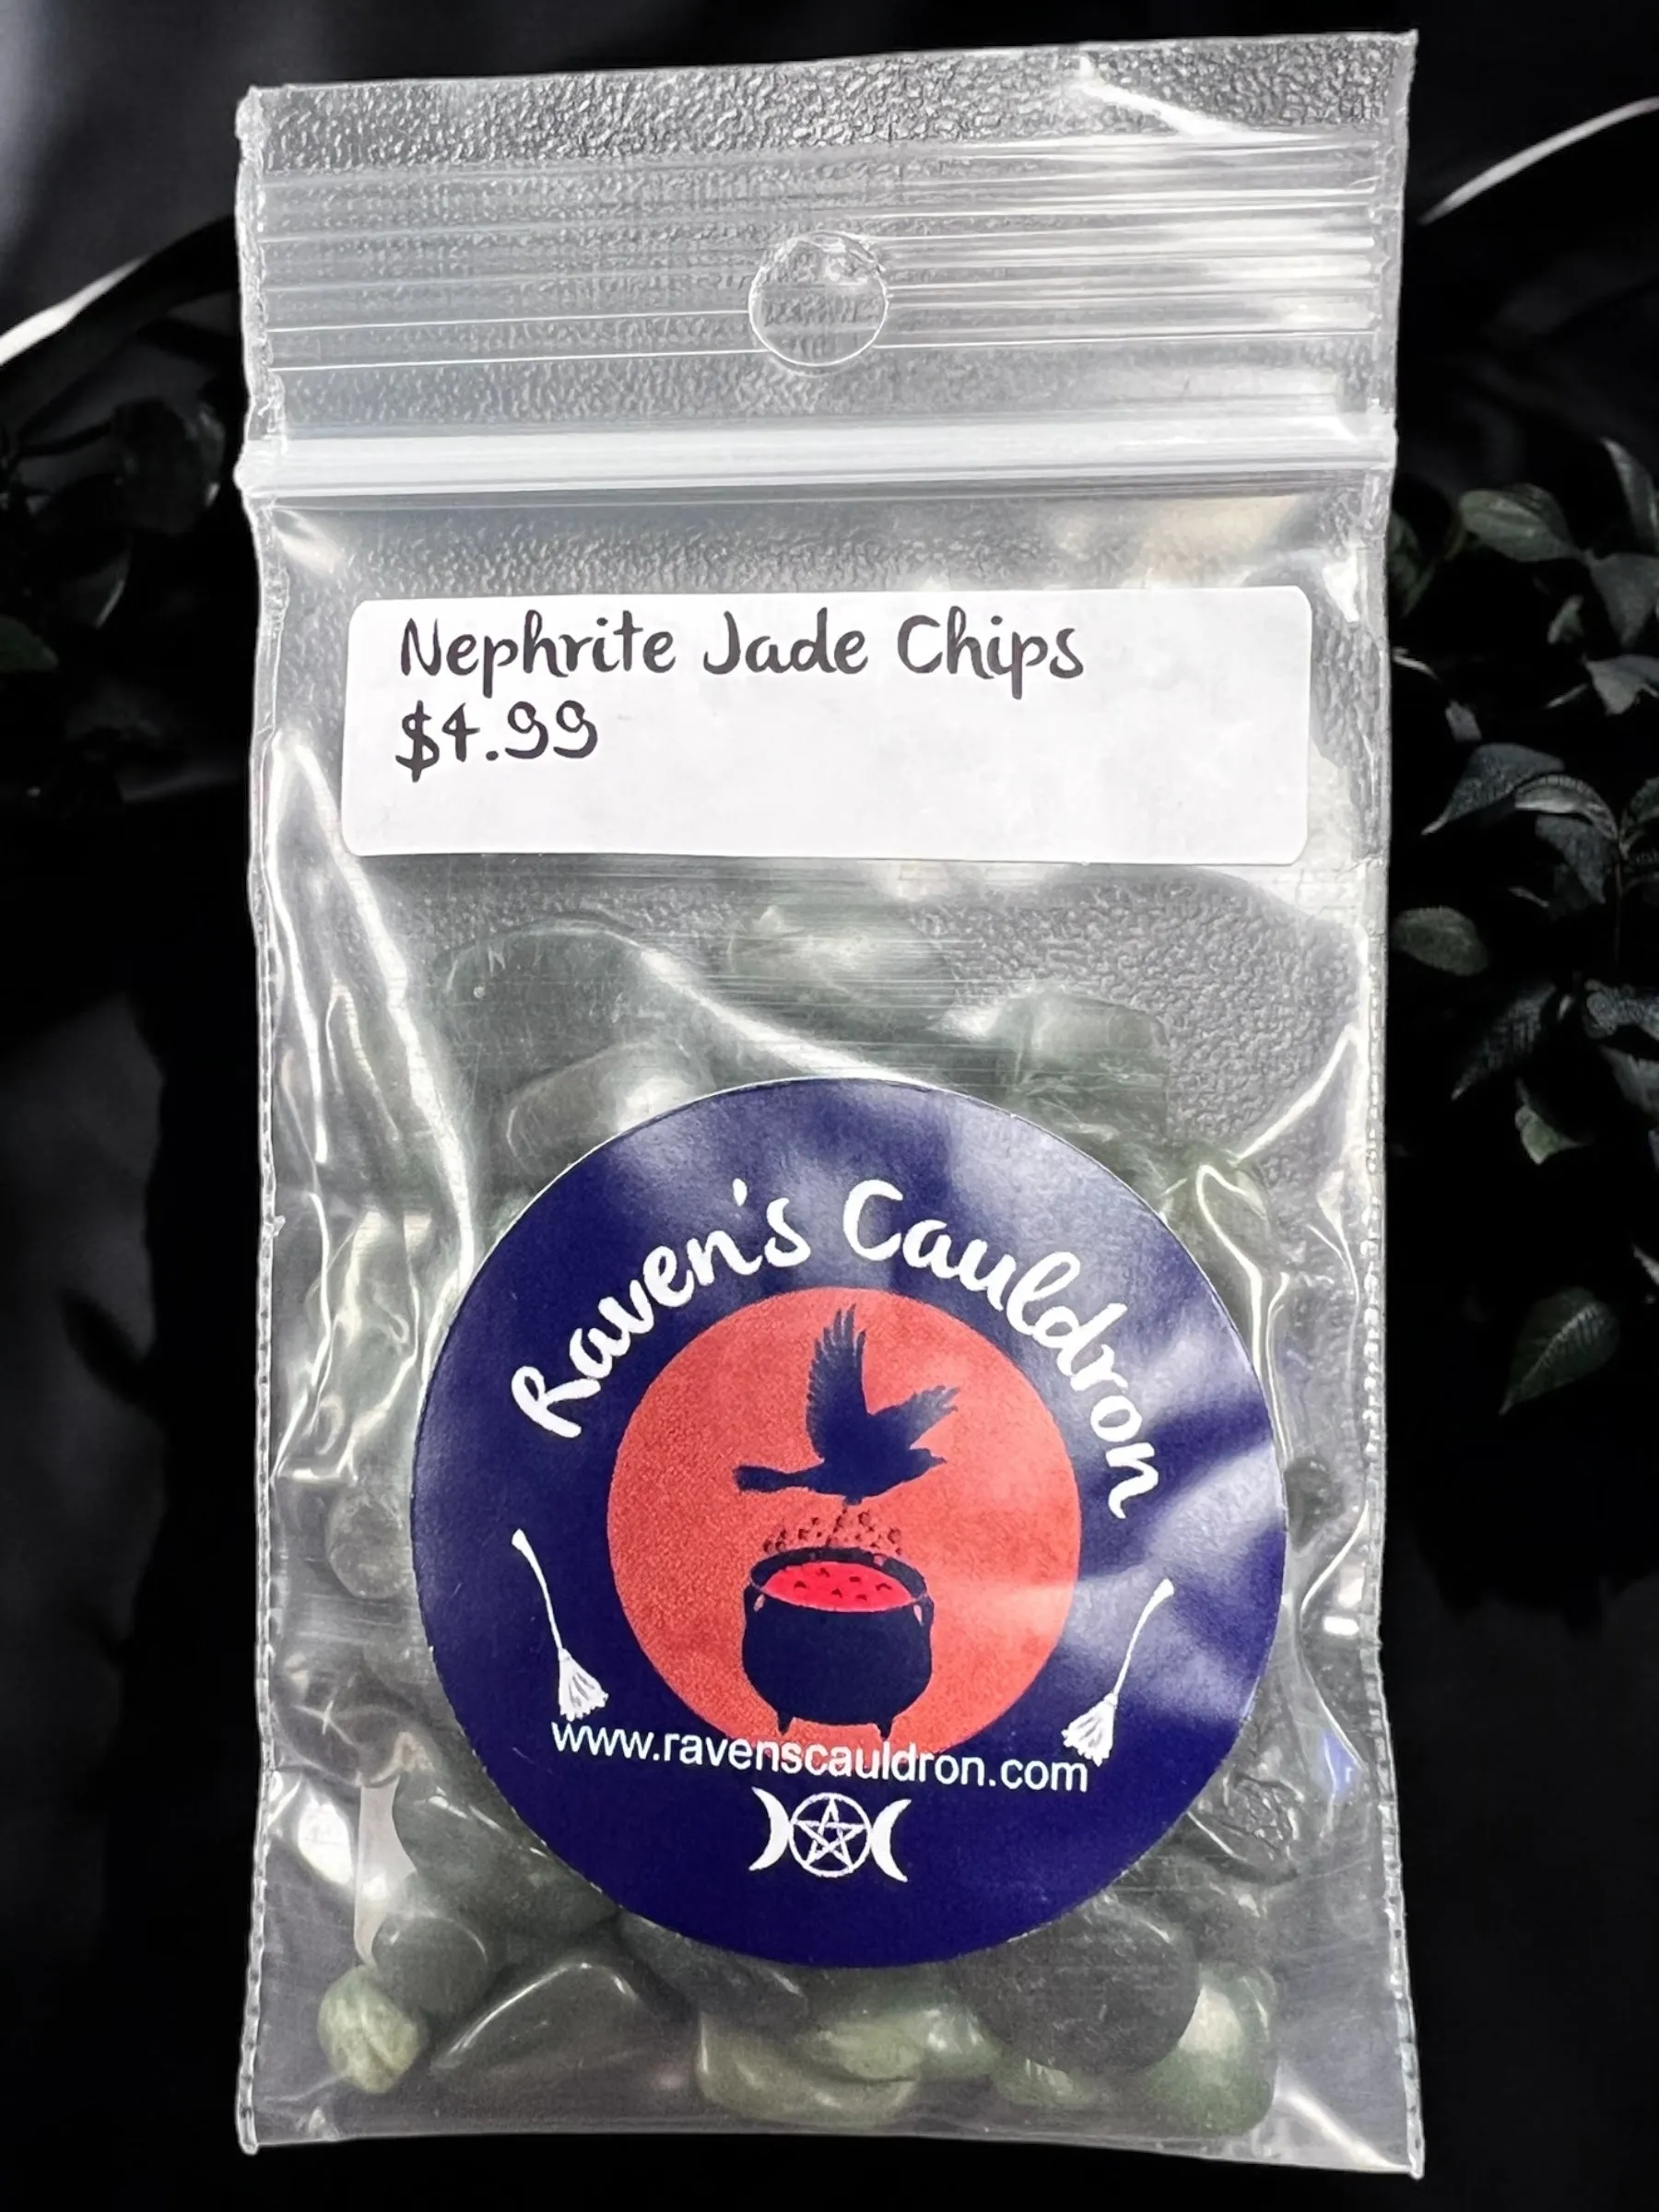 Nephrite Jade Chips
$4.99
Raven's Cauldron
www.ravenscauldron.com